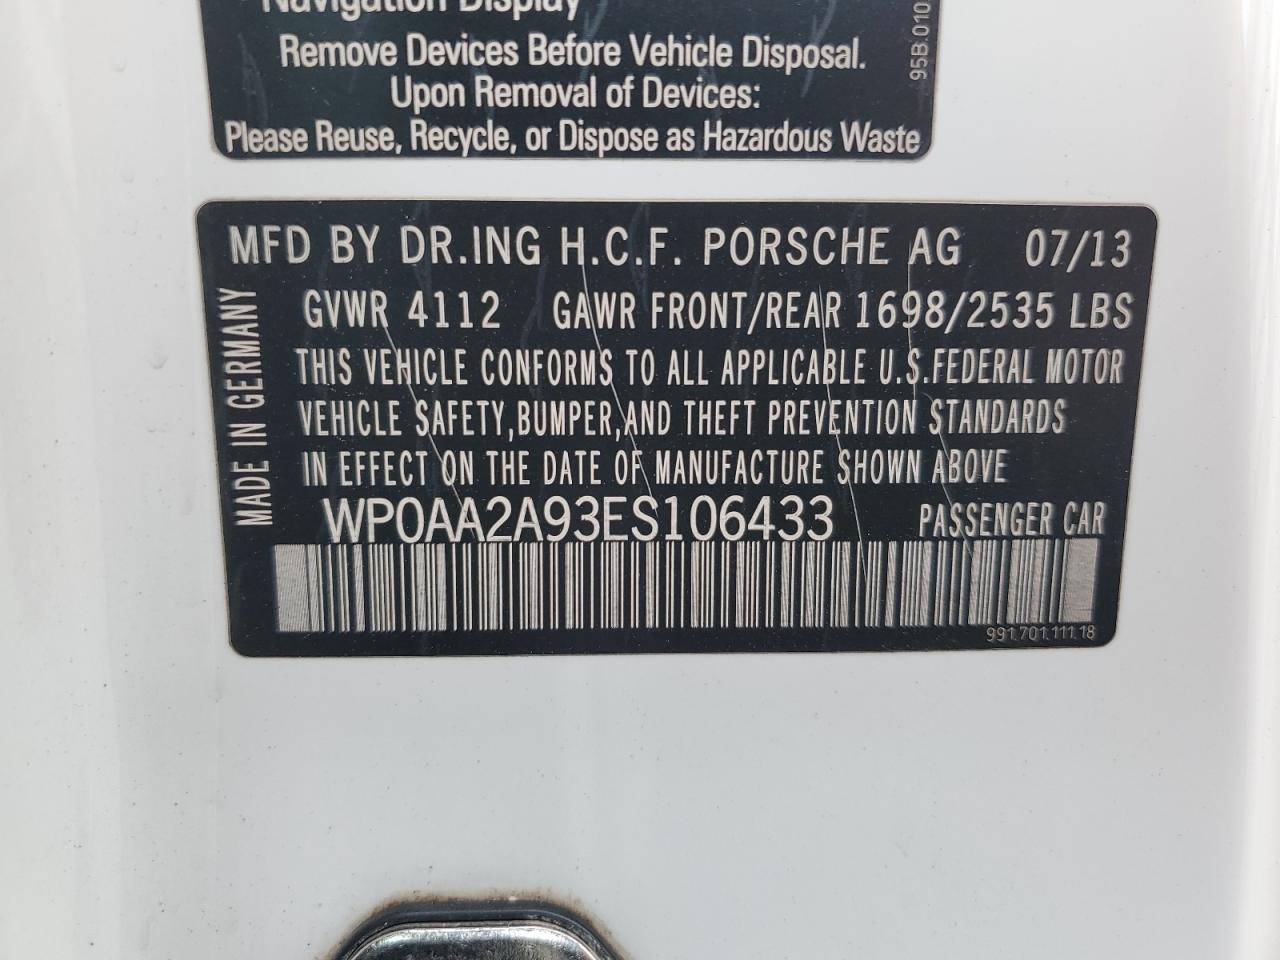 Navigation Display
Remove Devices Before Vehicle Disposal.
Upon Removal of Devices:
Please Reuse, Recycle, or Dispose as Hazardous Waste
95B.010
MFD BY DR.ING H.C.F. PORSCHE AG 07/13
GVWR 4112 GAWR FRONT/REAR 1698/2535 LBS
THIS VEHICLE CONFORMS TO ALL APPLICABLE U.S.FEDERAL MOTOR
VEHICLE SAFETY,BUMPER,AND THEFT PREVENTION STANDARDS
IN EFFECT ON THE DATE OF MANUFACTURE SHOWN ABOVE
MADE IN GERMANY
WP0AA2A93ES106433 PASSENGER CAR
991.701.111.18